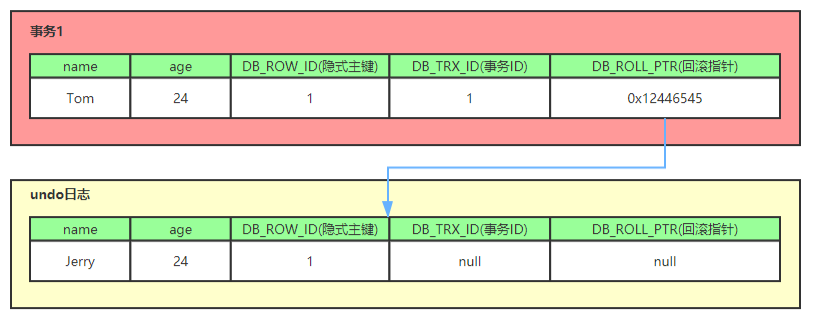 事务1
name age DB_ROW_ID(隐式主键) DB_TRX_ID(事务ID) DB_ROLL_PTR(回滚指针)
Tom 24 1 1 0x12446545
undo日志
name age DB_ROW_ID(隐式主键) DB_TRX_ID(事务ID) DB_ROLL_PTR(回滚指针)
Jerry 24 1 null null